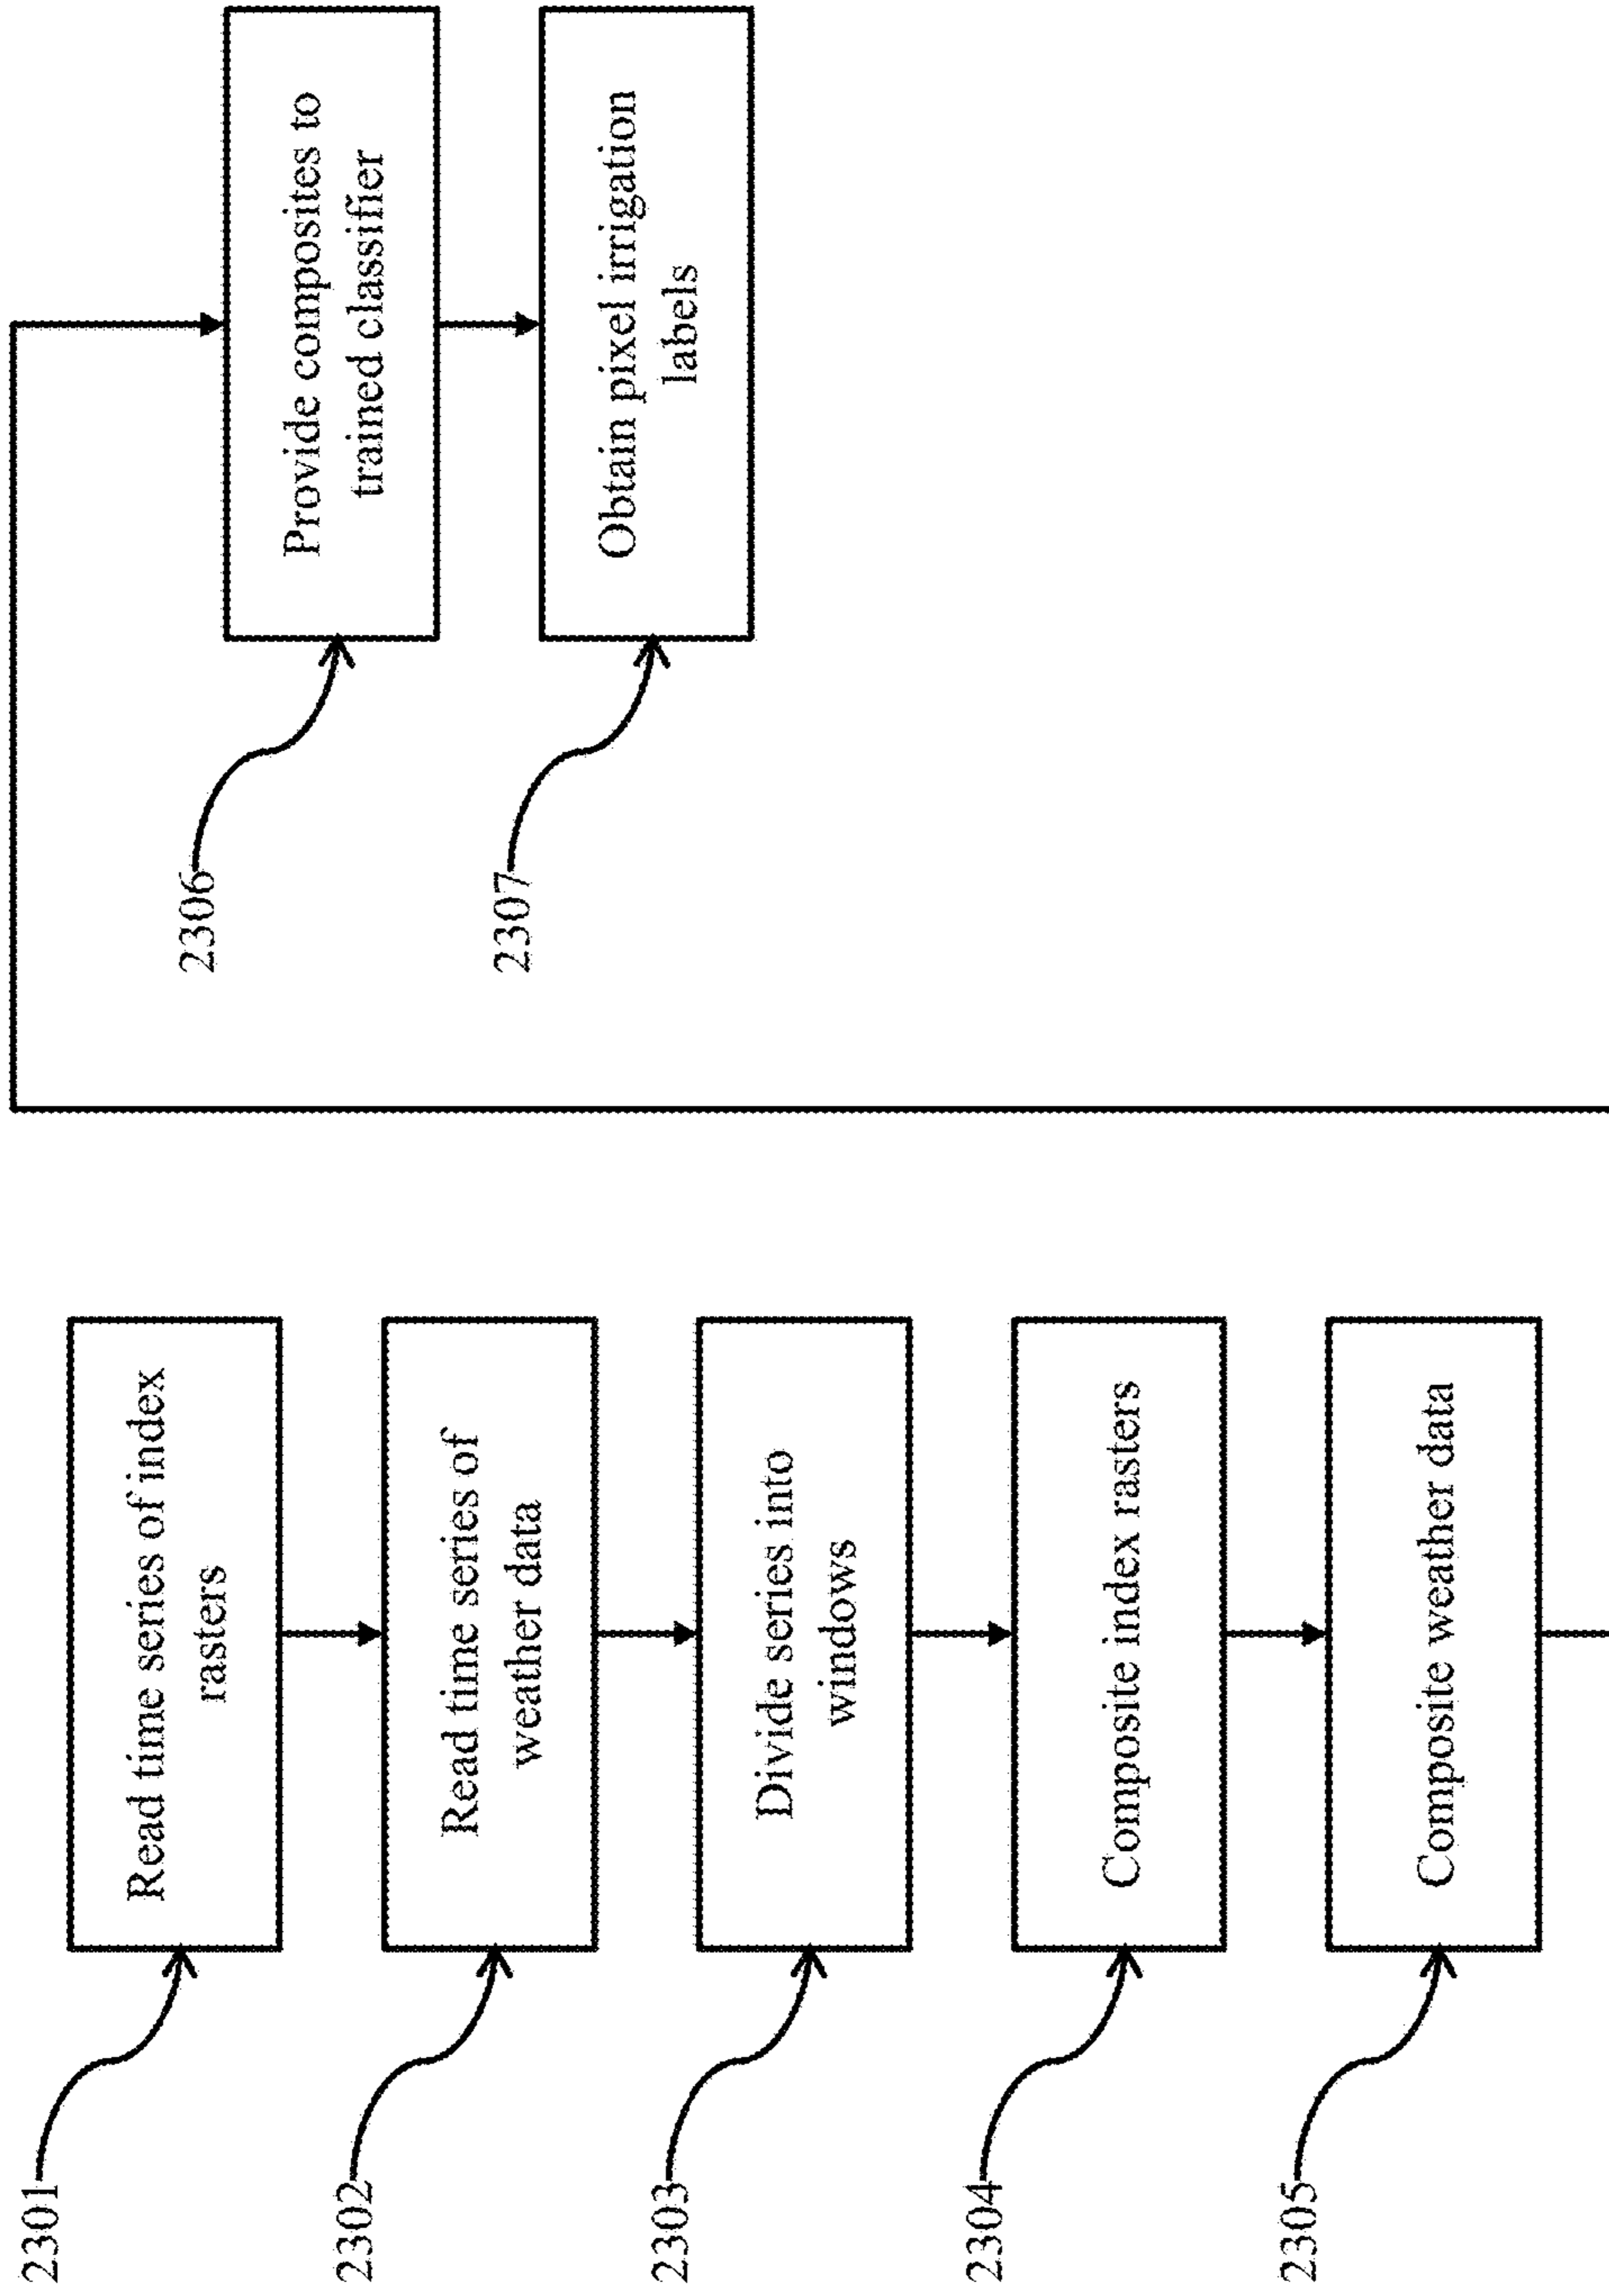 2301
Read time series of index
rasters
2302
Read time series of
weather data
2303
Divide series into
windows
2304
Composite index rasters
2305
Composite weather data
2306
Provide composites to
trained classifier
2307
Obtain pixel irrigation
labels